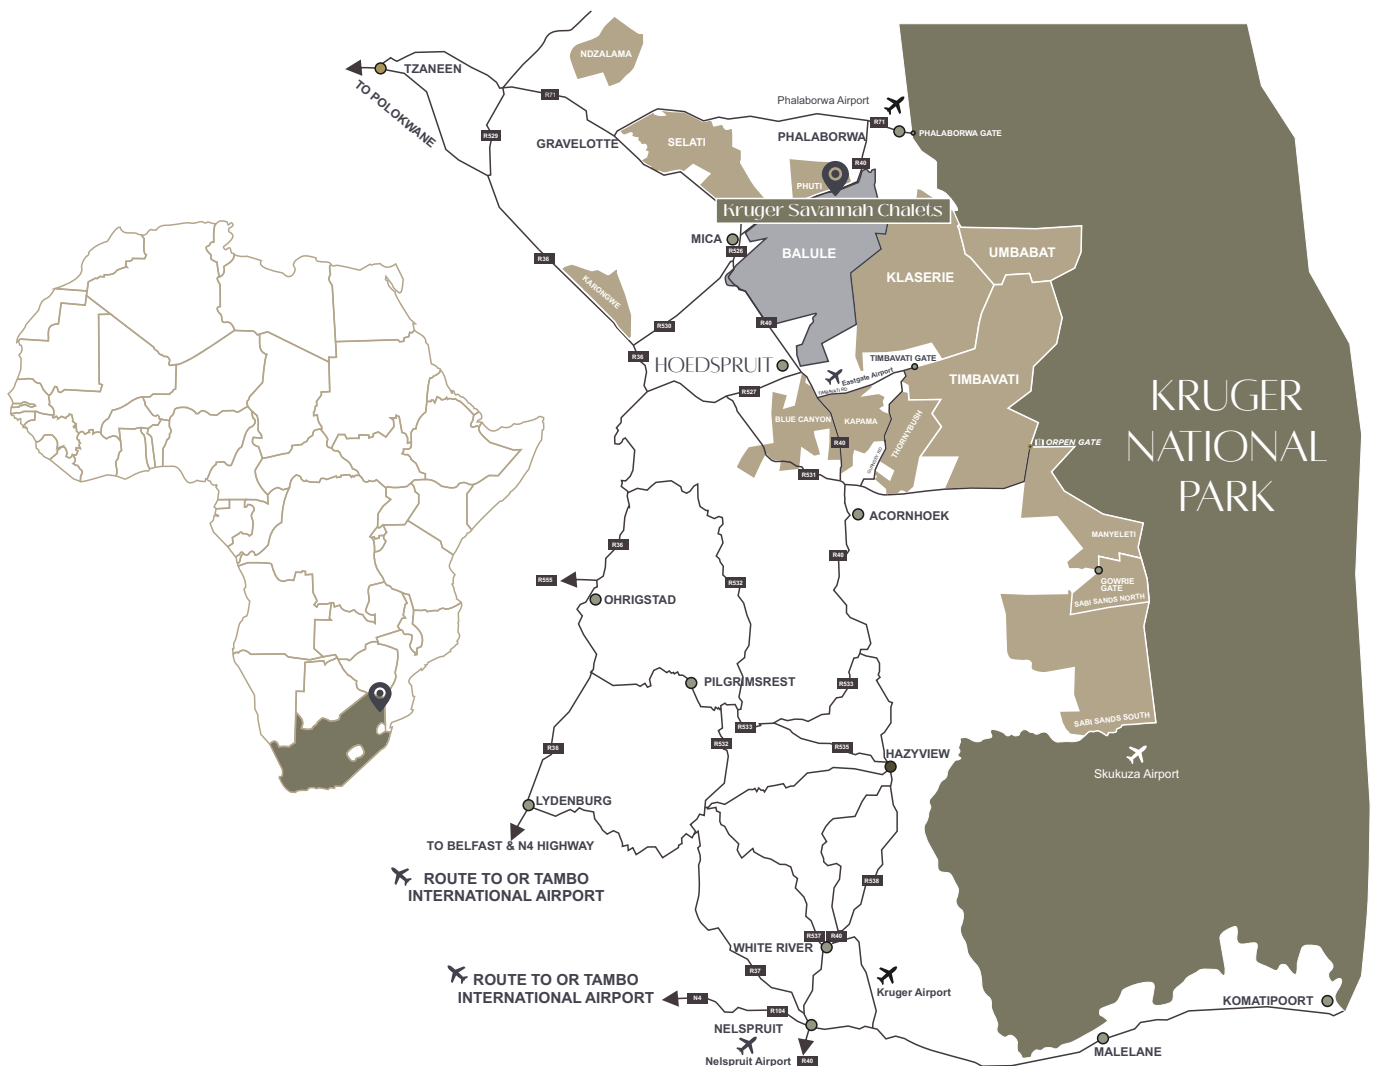 NDZALAMA
TZANEEN
TO POLOKWANE
R71
Phalaborwa Airport
R529
GRAVELOTTE
SELATI
PHALABORWA
R71
PHALABORWA GATE
R40
PHUTI
Kruger Savannah Chalets
MICA
R526
BALULE
UMBABAT
KLASERIE
R36
KARONGWE
R530
R40
R36
HOEDSPRUIT
TIMBAVATI GATE
Eastgate Airport
TIMBAVATI RD
TIMBAVATI
R527
BLUE CANYON
KAPAMA
THORNYBUSH
R40
ORPEN GATE
R531
KRUGER
NATIONAL
PARK
ACORNHOEK
R36
R40
MANYELETI
R555
R532
GOWRIE
GATE
OHRIGSTAD
SABI SANDS NORTH
PILGRIMSREST
R533
SABI SANDS SOUTH
R533
R36
R532
R535
HAZYVIEW
Skukuza Airport
LYDENBURG
TO BELFAST & N4 HIGHWAY
ROUTE TO OR TAMBO
INTERNATIONAL AIRPORT
R538
R537
R40
WHITE RIVER
R37
ROUTE TO OR TAMBO
INTERNATIONAL AIRPORT
Kruger Airport
N4
R104
KOMATIPOORT
NELSPRUIT
Nelspruit Airport
R40
MALELANE